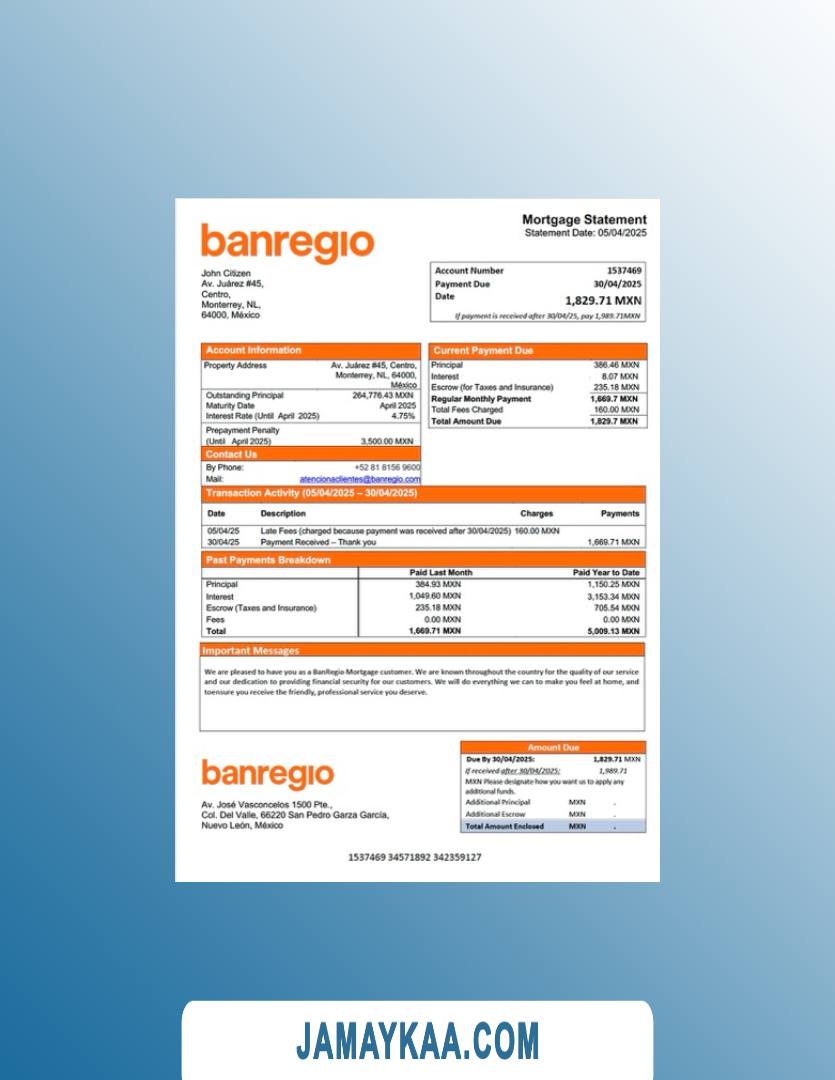 banregio
Mortgage Statement
Statement Date: 05/04/2025
John Citizen
Av. Juárez #45,
Centro,
Monterrey, NL,
64000, México
Account Number 1537469
Payment Due 30/04/2025
Date 1,829.71 MXN
If payment is received after 30/04/25, pay 1,989.71MXN
Account Information
Property Address Av. Juárez #45, Centro,
Monterrey, NL, 64000,
México
Outstanding Principal 264,776.43 MXN
Maturity Date April 2025
Interest Rate (Until April 2025) 4.75%
Prepayment Penalty
(Until April 2025) 3,500.00 MXN
Contact Us
By Phone: +52 81 8156 9600
Mail: atencionaclientes@banregio.com
Current Payment Due
Principal 386.46 MXN
Interest 8.07 MXN
Escrow (for Taxes and Insurance) 235.18 MXN
Regular Monthly Payment 1,669.7 MXN
Total Fees Charged 160.00 MXN
Total Amount Due 1,829.7 MXN
Transaction Activity (05/04/2025 – 30/04/2025)
Date Description Charges Payments
05/04/25 Late Fees (charged because payment was received after 30/04/2025) 160.00 MXN
30/04/25 Payment Received – Thank you 1,669.71 MXN
Past Payments Breakdown
Paid Last Month Paid Year to Date
Principal 384.93 MXN 1,150.25 MXN
Interest 1,049.60 MXN 3,153.34 MXN
Escrow (Taxes and Insurance) 235.18 MXN 705.54 MXN
Fees 0.00 MXN 0.00 MXN
Total 1,669.71 MXN 5,009.13 MXN
Important Messages
We are pleased to have you as a BanRegio Mortgage customer. We are known throughout the country for the quality of our service
and our dedication to providing financial security for our customers. We will do everything we can to make you feel at home, and
toensure you receive the friendly, professional service you deserve.
banregio
Av. José Vasconcelos 1500 Pte.,
Col. Del Valle, 66220 San Pedro Garza García,
Nuevo León, México
Amount Due
Due By 30/04/2025: 1,829.71 MXN
If received after 30/04/2025: 1,989.71
MXN Please designate how you want us to apply any
additional funds.
Additional Principal MXN .
Additional Escrow MXN .
Total Amount Enclosed MXN .
1537469 34571892 342359127
JAMAYKAA.COM